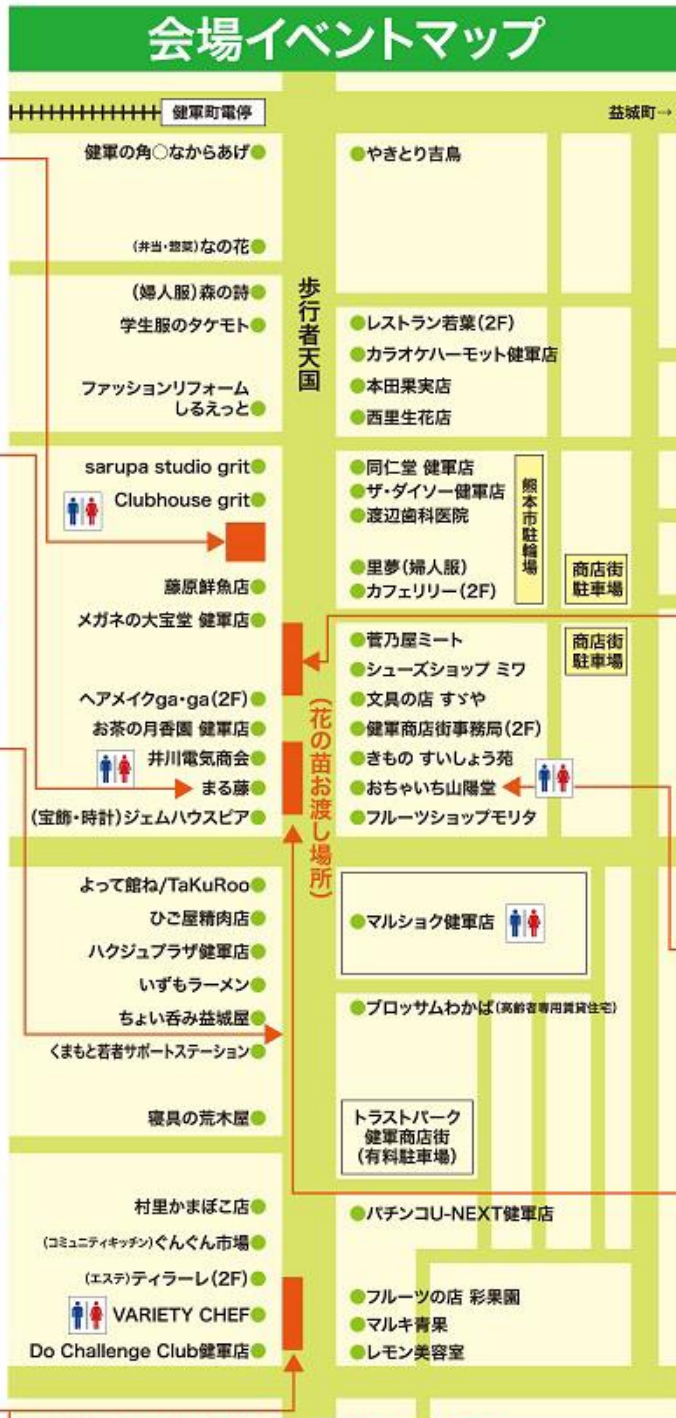 会場イベントマップ
健軍町電停
益城町→
健軍の角○なからあげ
やきとり吉鳥
(弁当・惣菜)なの花
歩行者天国
(婦人服)森の詩
学生服のタケモト
レストラン若葉(2F)
カラオケハーモット健軍店
ファッションリフォーム
しるえっと
本田果実店
西里生花店
sarupa studio grit
Clubhouse grit
同仁堂 健軍店
ザ・ダイソー健軍店
渡辺歯科医院
熊本市駐輪場
里夢(婦人服)
カフェリリー(2F)
商店街
駐車場
藤原鮮魚店
メガネの大宝堂 健軍店
菅乃屋ミート
シューズショップ ミワ
商店街
駐車場
ヘアメイクga・ga(2F)
お茶の月香園 健軍店
井川電気商会
まる藤
(宝飾・時計)ジェムハウスピア
(花の苗お渡し場所)
文具の店 すゞや
健軍商店街事務局(2F)
きもの すいしょう苑
おちゃいち山陽堂
フルーツショップモリタ
よって館ね/TaKuRoo
ひご屋精肉店
ハクジュプラザ健軍店
いずもラーメン
ちょい呑み益城屋
くまもと若者サポートステーション
マルショク健軍店
ブロッサムわかば(高齢者専用賃貸住宅)
寝具の荒木屋
トラストパーク
健軍商店街
(有料駐車場)
村里かまぼこ店
(コミュニティキッチン)ぐんぐん市場
(エステ)ティラーレ(2F)
VARIETY CHEF
Do Challenge Club健軍店
パチンコU-NEXT健軍店
フルーツの店 彩果園
マルキ青果
レモン美容室